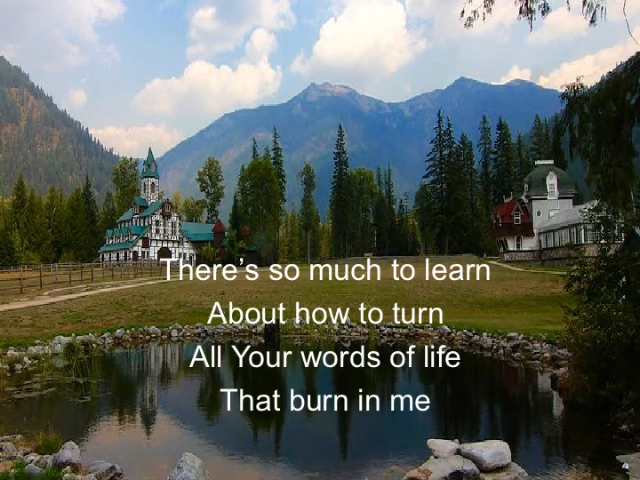 There’s so much to learn
About how to turn
All Your words of life
That burn in me